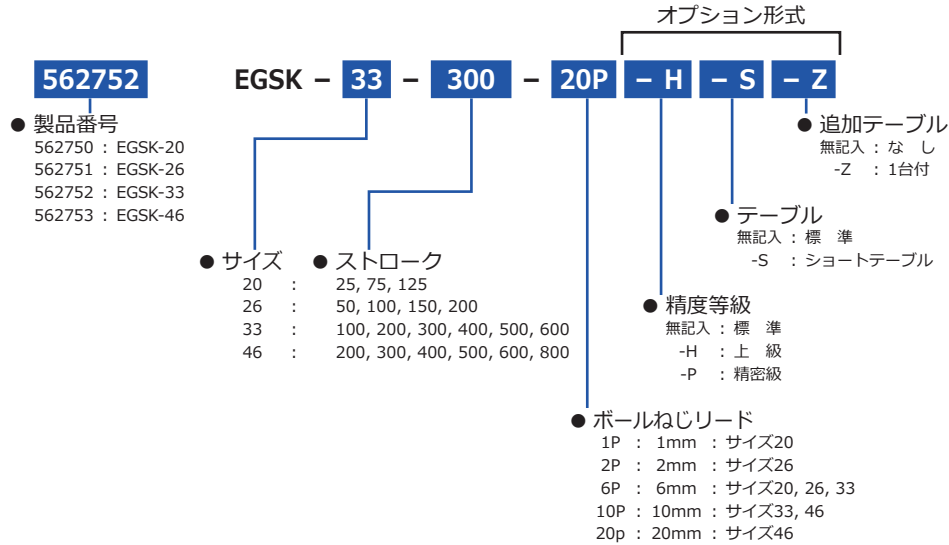 オプション形式
562752 EGSK – 33 – 300 – 20P – H – S – Z
● 製品番号
562750 : EGSK-20
562751 : EGSK-26
562752 : EGSK-33
562753 : EGSK-46
● 追加テーブル
無記入 : な し
-Z : 1台付
● テーブル
無記入 : 標 準
-S : ショートテーブル
● サイズ ● ストローク
20 : 25, 75, 125
26 : 50, 100, 150, 200
33 : 100, 200, 300, 400, 500, 600
46 : 200, 300, 400, 500, 600, 800
● 精度等級
無記入 : 標 準
-H : 上 級
-P : 精密級
● ボールねじリード
1P : 1mm : サイズ20
2P : 2mm : サイズ26
6P : 6mm : サイズ20, 26, 33
10P : 10mm : サイズ33, 46
20p : 20mm : サイズ46